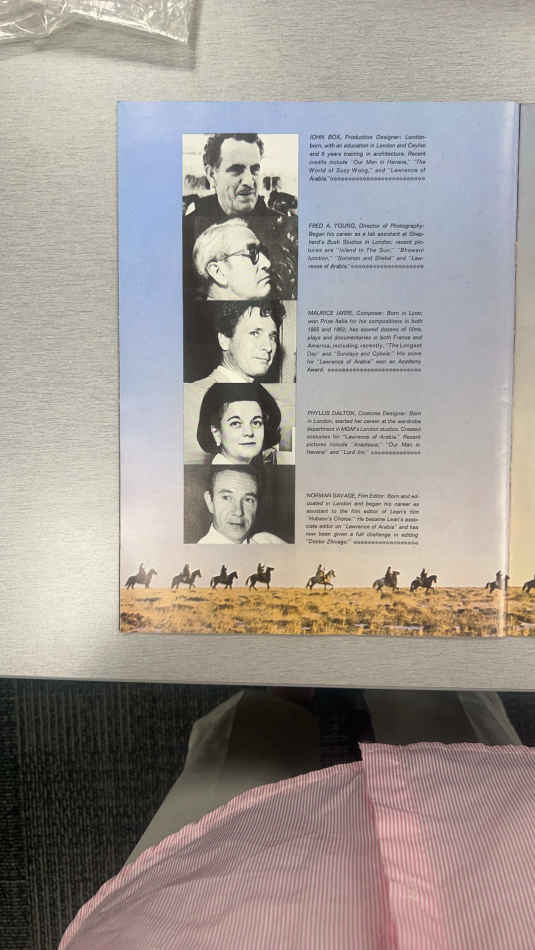 JOHN BOX, Production Designer: London-
born, with an education in London and Ceylon
and 6 years training in architecture. Recent
credits include "Our Man in Havana," "The
World of Suzy Wong," and "Lawrence of
Arabia."
FRED A. YOUNG, Director of Photography:
Began his career as a lab assistant at Shep-
herd's Bush Studios in London; recent pic-
tures are "Island In The Sun," "Bhowani
Junction," "Solomon and Sheba" and "Law-
rence of Arabia."
MAURICE JARRE, Composer: Born in Lyon;
won Prix Italia for his compositions in both
and 1962; has scored dozens of films,
plays and documentaries in both France and
America, including, recently, "The Longest
Day" and "Sundays and Cybele." His score
for "Lawrence of Arabia" won an Academy
Award.
PHYLLIS DALTON, Costume Designer: Born
in London, started her career at the wardrobe
department in MGM's London studios. Created
costumes for "Lawrence of Arabia." Recent
pictures include "Anastasia," "Our Man in
Havana" and "Lord Jim."
NORMAN SAVAGE, Film Editor: Born and ed-
ucated in London and began his career as
assistant to the film editor of Lean's film
"Hobson's Choice." He became Lean's asso-
ciate editor on "Lawrence of Arabia" and has
now been given a full challenge in editing
"Doctor Zhivago."